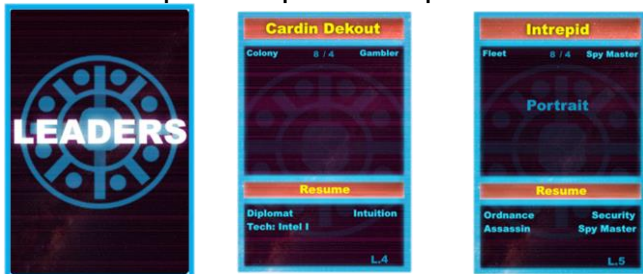 LEADERS
Cardin Dekout
Colony 8 / 4 Gambler
Resume
Diplomat Intuition
Tech: Intel I
L.4
Intrepid
Fleet 8 / 4 Spy Master
Portrait
Resume
Ordnance Security
Assassin Spy Master
L.5